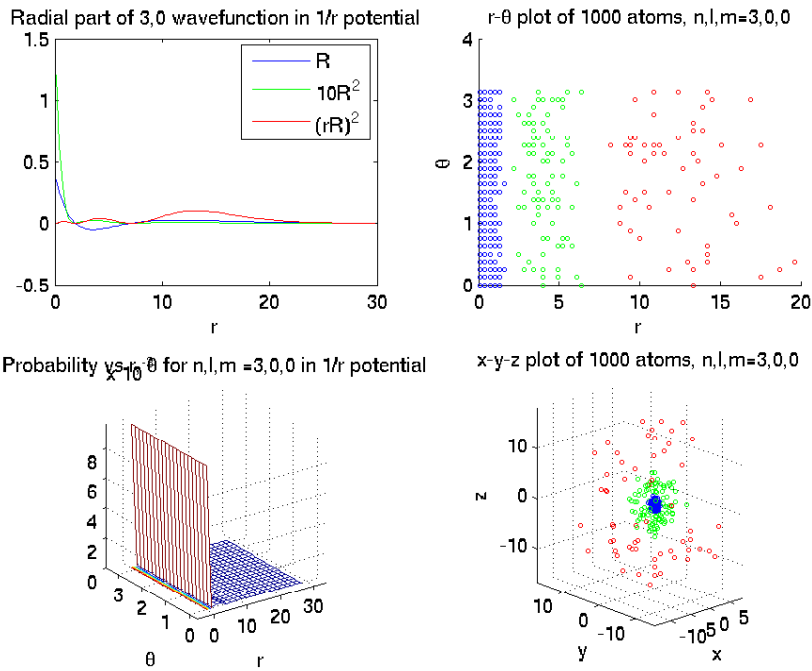 Radial part of 3,0 wavefunction in 1/r potential
1.5
1
0.5
0
-0.5
0 10 20 30
r
R
10R²
(rR)²
r-θ plot of 1000 atoms, n,l,m=3,0,0
4
3
2
1
0
θ
0 5 10 15 20
r
Probability vs r, θ for n,l,m =3,0,0 in 1/r potential
x 10
8
6
4
2
0
3
2
1
0
θ
0 10 20 30
r
x-y-z plot of 1000 atoms, n,l,m=3,0,0
10
0
-10
z
10
0
-10
y
-10
-5
0
5
x